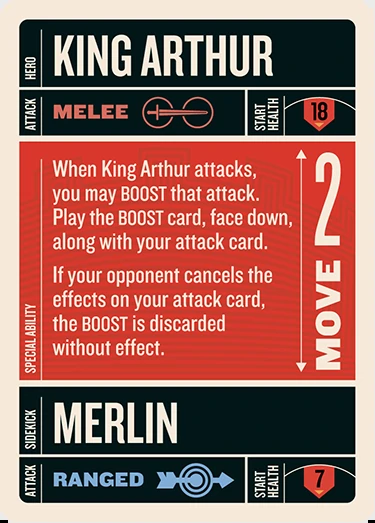 HERO
KING ARTHUR
ATTACK
MELEE
START HEALTH
18
SPECIAL ABILITY
When King Arthur attacks,
you may BOOST that attack.
Play the BOOST card, face down,
along with your attack card.
If your opponent cancels the
effects on your attack card,
the BOOST is discarded
without effect.
MOVE 2
SIDEKICK
MERLIN
ATTACK
RANGED
START HEALTH
7